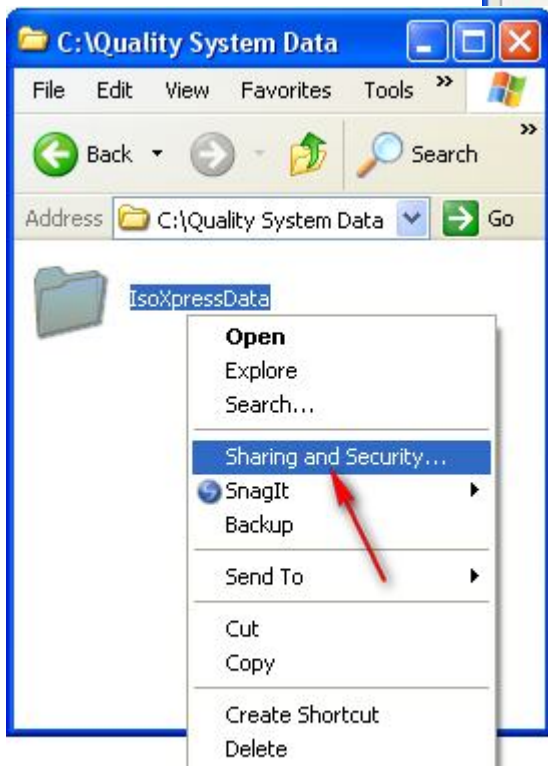 C:\Quality System Data
File Edit View Favorites Tools »
Back Search »
Address C:\Quality System Data Go
IsoXpressData
Open
Explore
Search...
Sharing and Security...
SnagIt
Backup
Send To
Cut
Copy
Create Shortcut
Delete